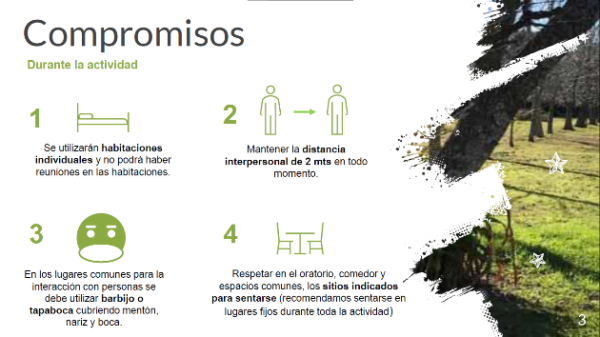 Compromisos
Durante la actividad
1
Se utilizarán habitaciones
individuales y no podrá haber
reuniones en las habitaciones.
2
Mantener la distancia
interpersonal de 2 mts en todo
momento.
3
En los lugares comunes para la
interacción con personas se
debe utilizar barbijo o
tapaboca cubriendo mentón,
nariz y boca.
4
Respetar en el oratorio, comedor y
espacios comunes, los sitios indicados
para sentarse (recomendamos sentarse en
lugares fijos durante toda la actividad)
3